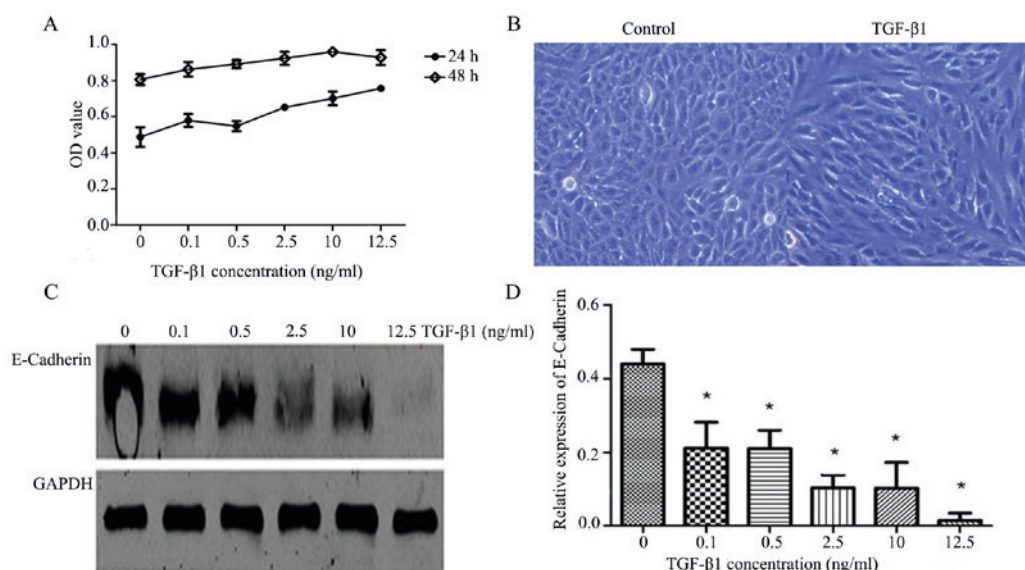 A
1.0
0.8
0.6
0.4
0.2
0.0
OD value
24 h
48 h
0 0.1 0.5 2.5 10 12.5
TGF-β1 concentration (ng/ml)
B
Control TGF-β1
C
0 0.1 0.5 2.5 10 12.5 TGF-β1 (ng/ml)
E-Cadherin
GAPDH
D
Relative expression of E-Cadherin
0.6
0.4
0.2
0.0
* * * * *
0 0.1 0.5 2.5 10 12.5
TGF-β1 concentration (ng/ml)